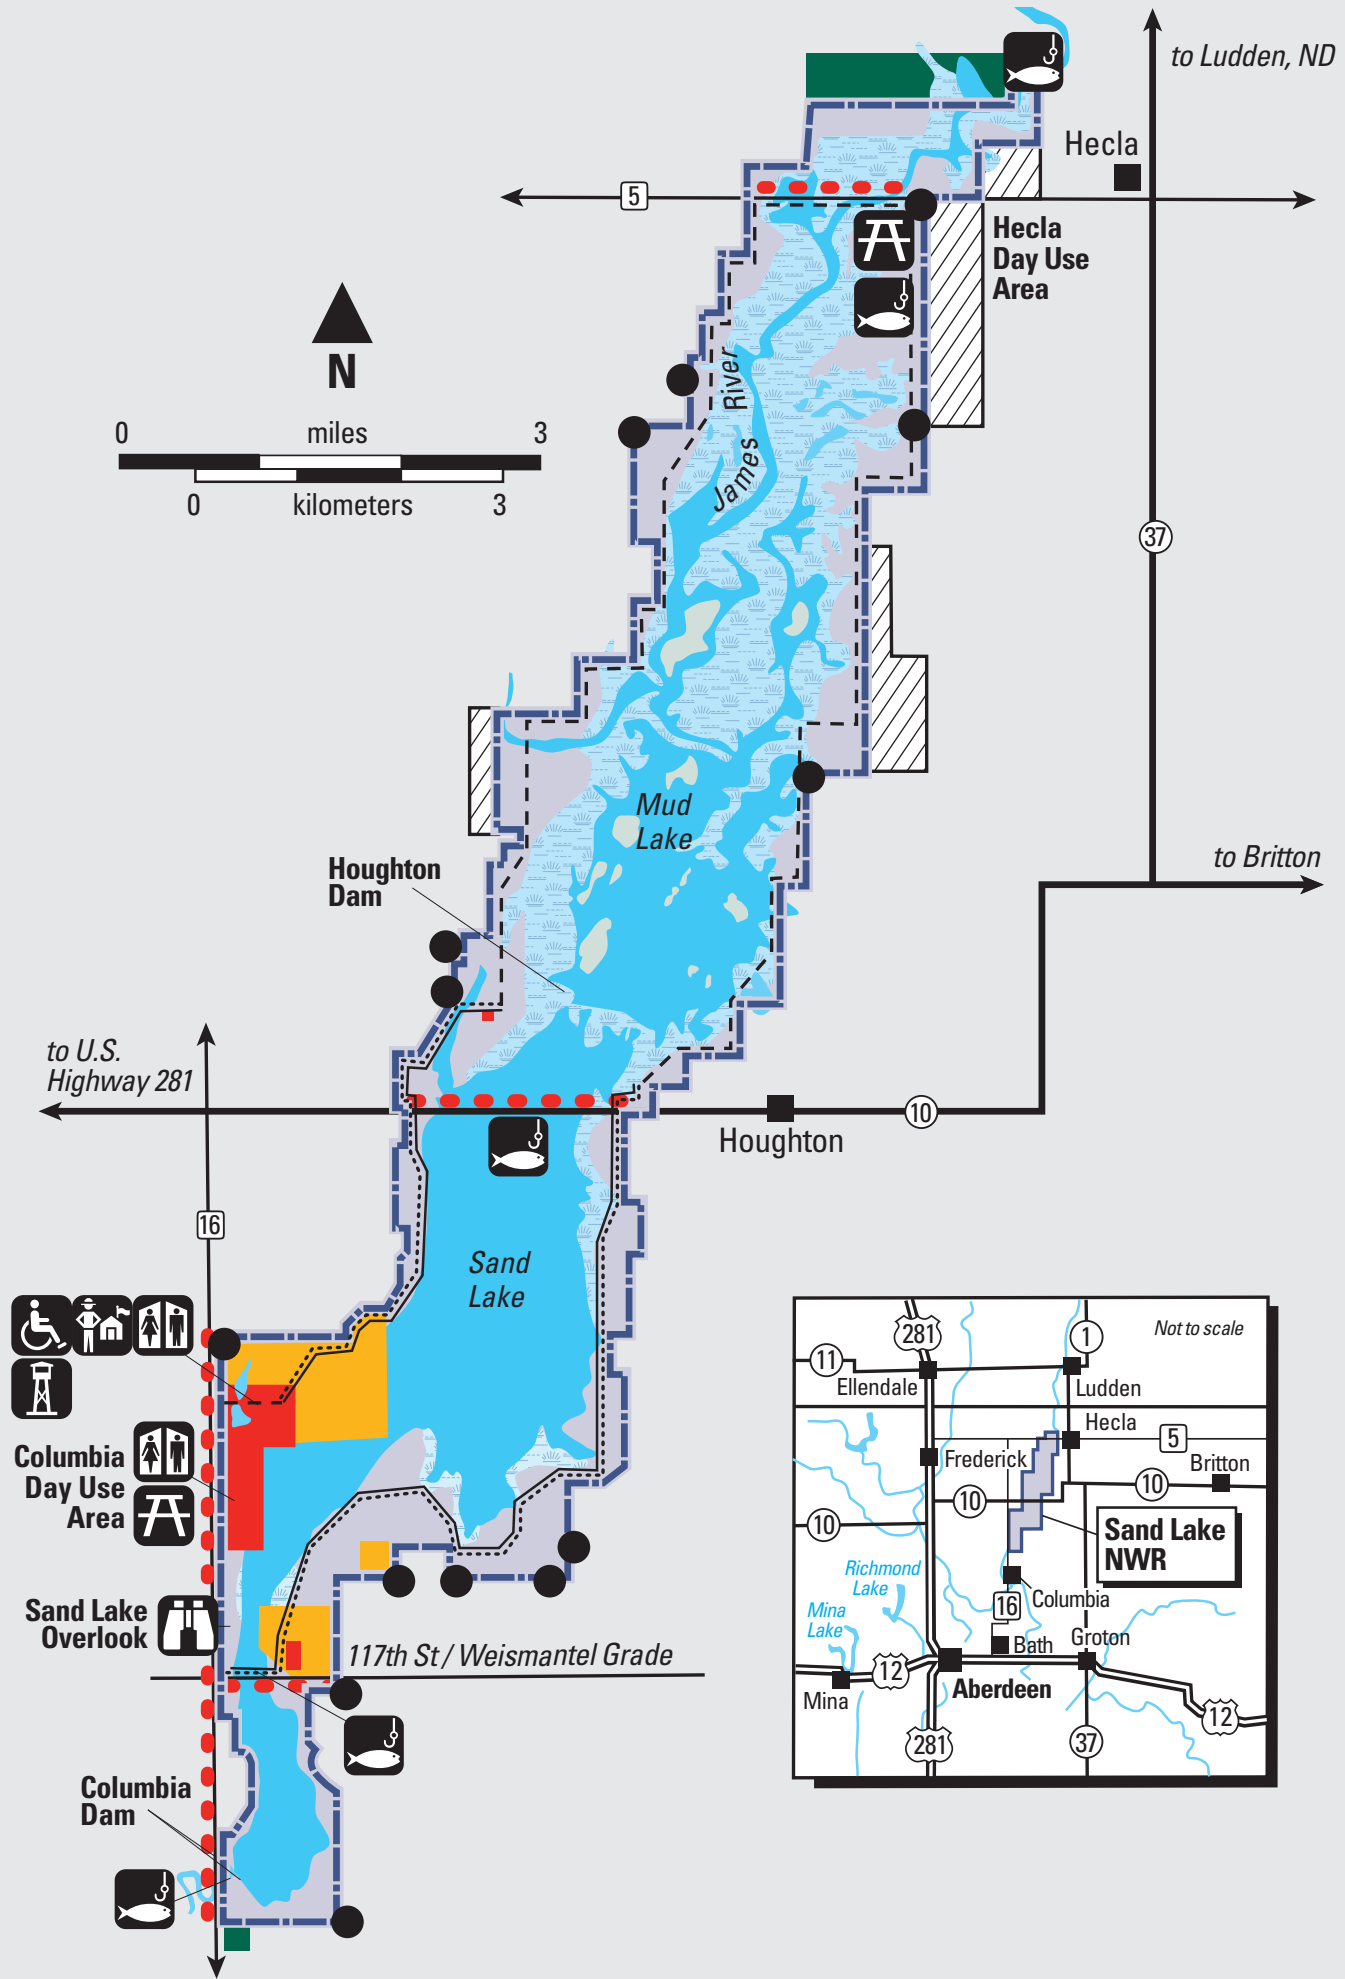 to Ludden, ND
Hecla
5
Hecla
Day Use
Area
N
0 miles 3
0 kilometers 3
James River
37
Mud
Lake
to Britton
Houghton
Dam
to U.S.
Highway 281
10
Houghton
16
Sand
Lake
Columbia
Day Use
Area
Sand Lake
Overlook
117th St / Weismantel Grade
Columbia
Dam
281
1
Not to scale
11
Ellendale
Ludden
Hecla
5
Frederick
Britton
10
10
10
Sand Lake
NWR
Richmond
Lake
Columbia
16
Mina
Lake
Bath
Groton
12
Mina
Aberdeen
12
281
37